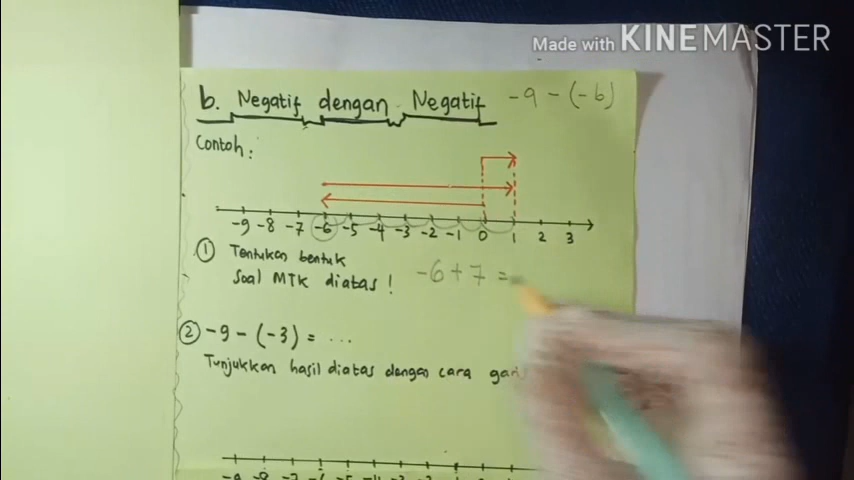 Made with KINEMASTER
b. Negatif dengan Negatif -9 - (-6)
Contoh:
-9 -8 -7 -6 -5 -4 -3 -2 -1 0 1 2 3
① Tentukan bentuk
Soal MTK diatas! -6+7 =
② -9 - (-3) = ...
Tunjukkan hasil diatas dengan cara